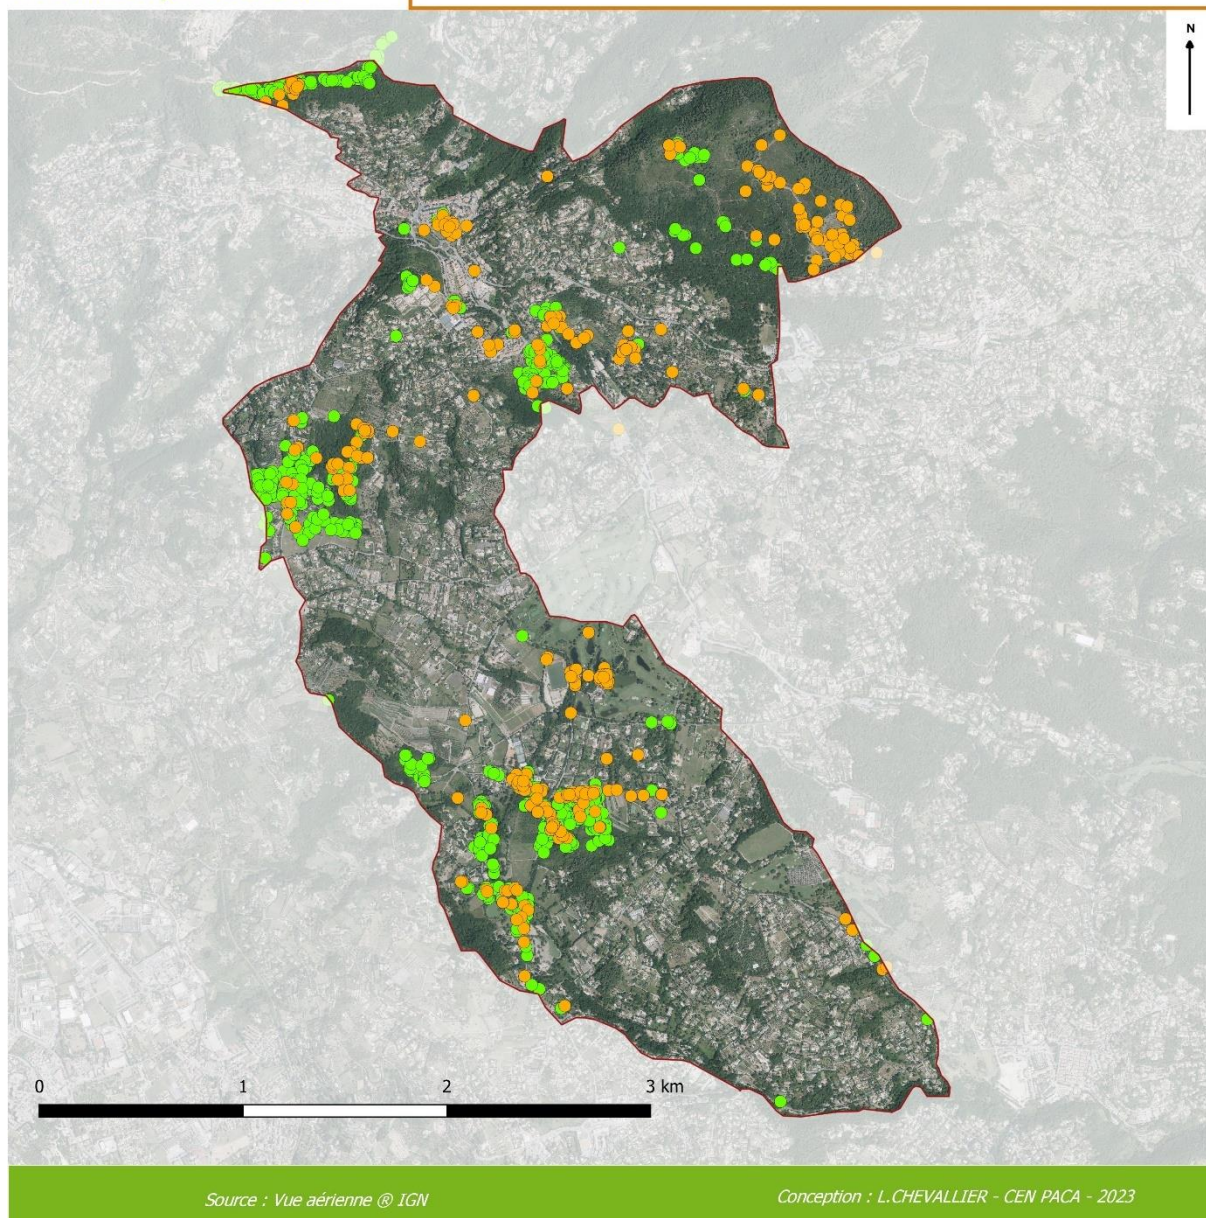 N
0 1 2 3 km
Source : Vue aérienne ® IGN
Conception : L.CHEVALLIER - CEN PACA - 2023